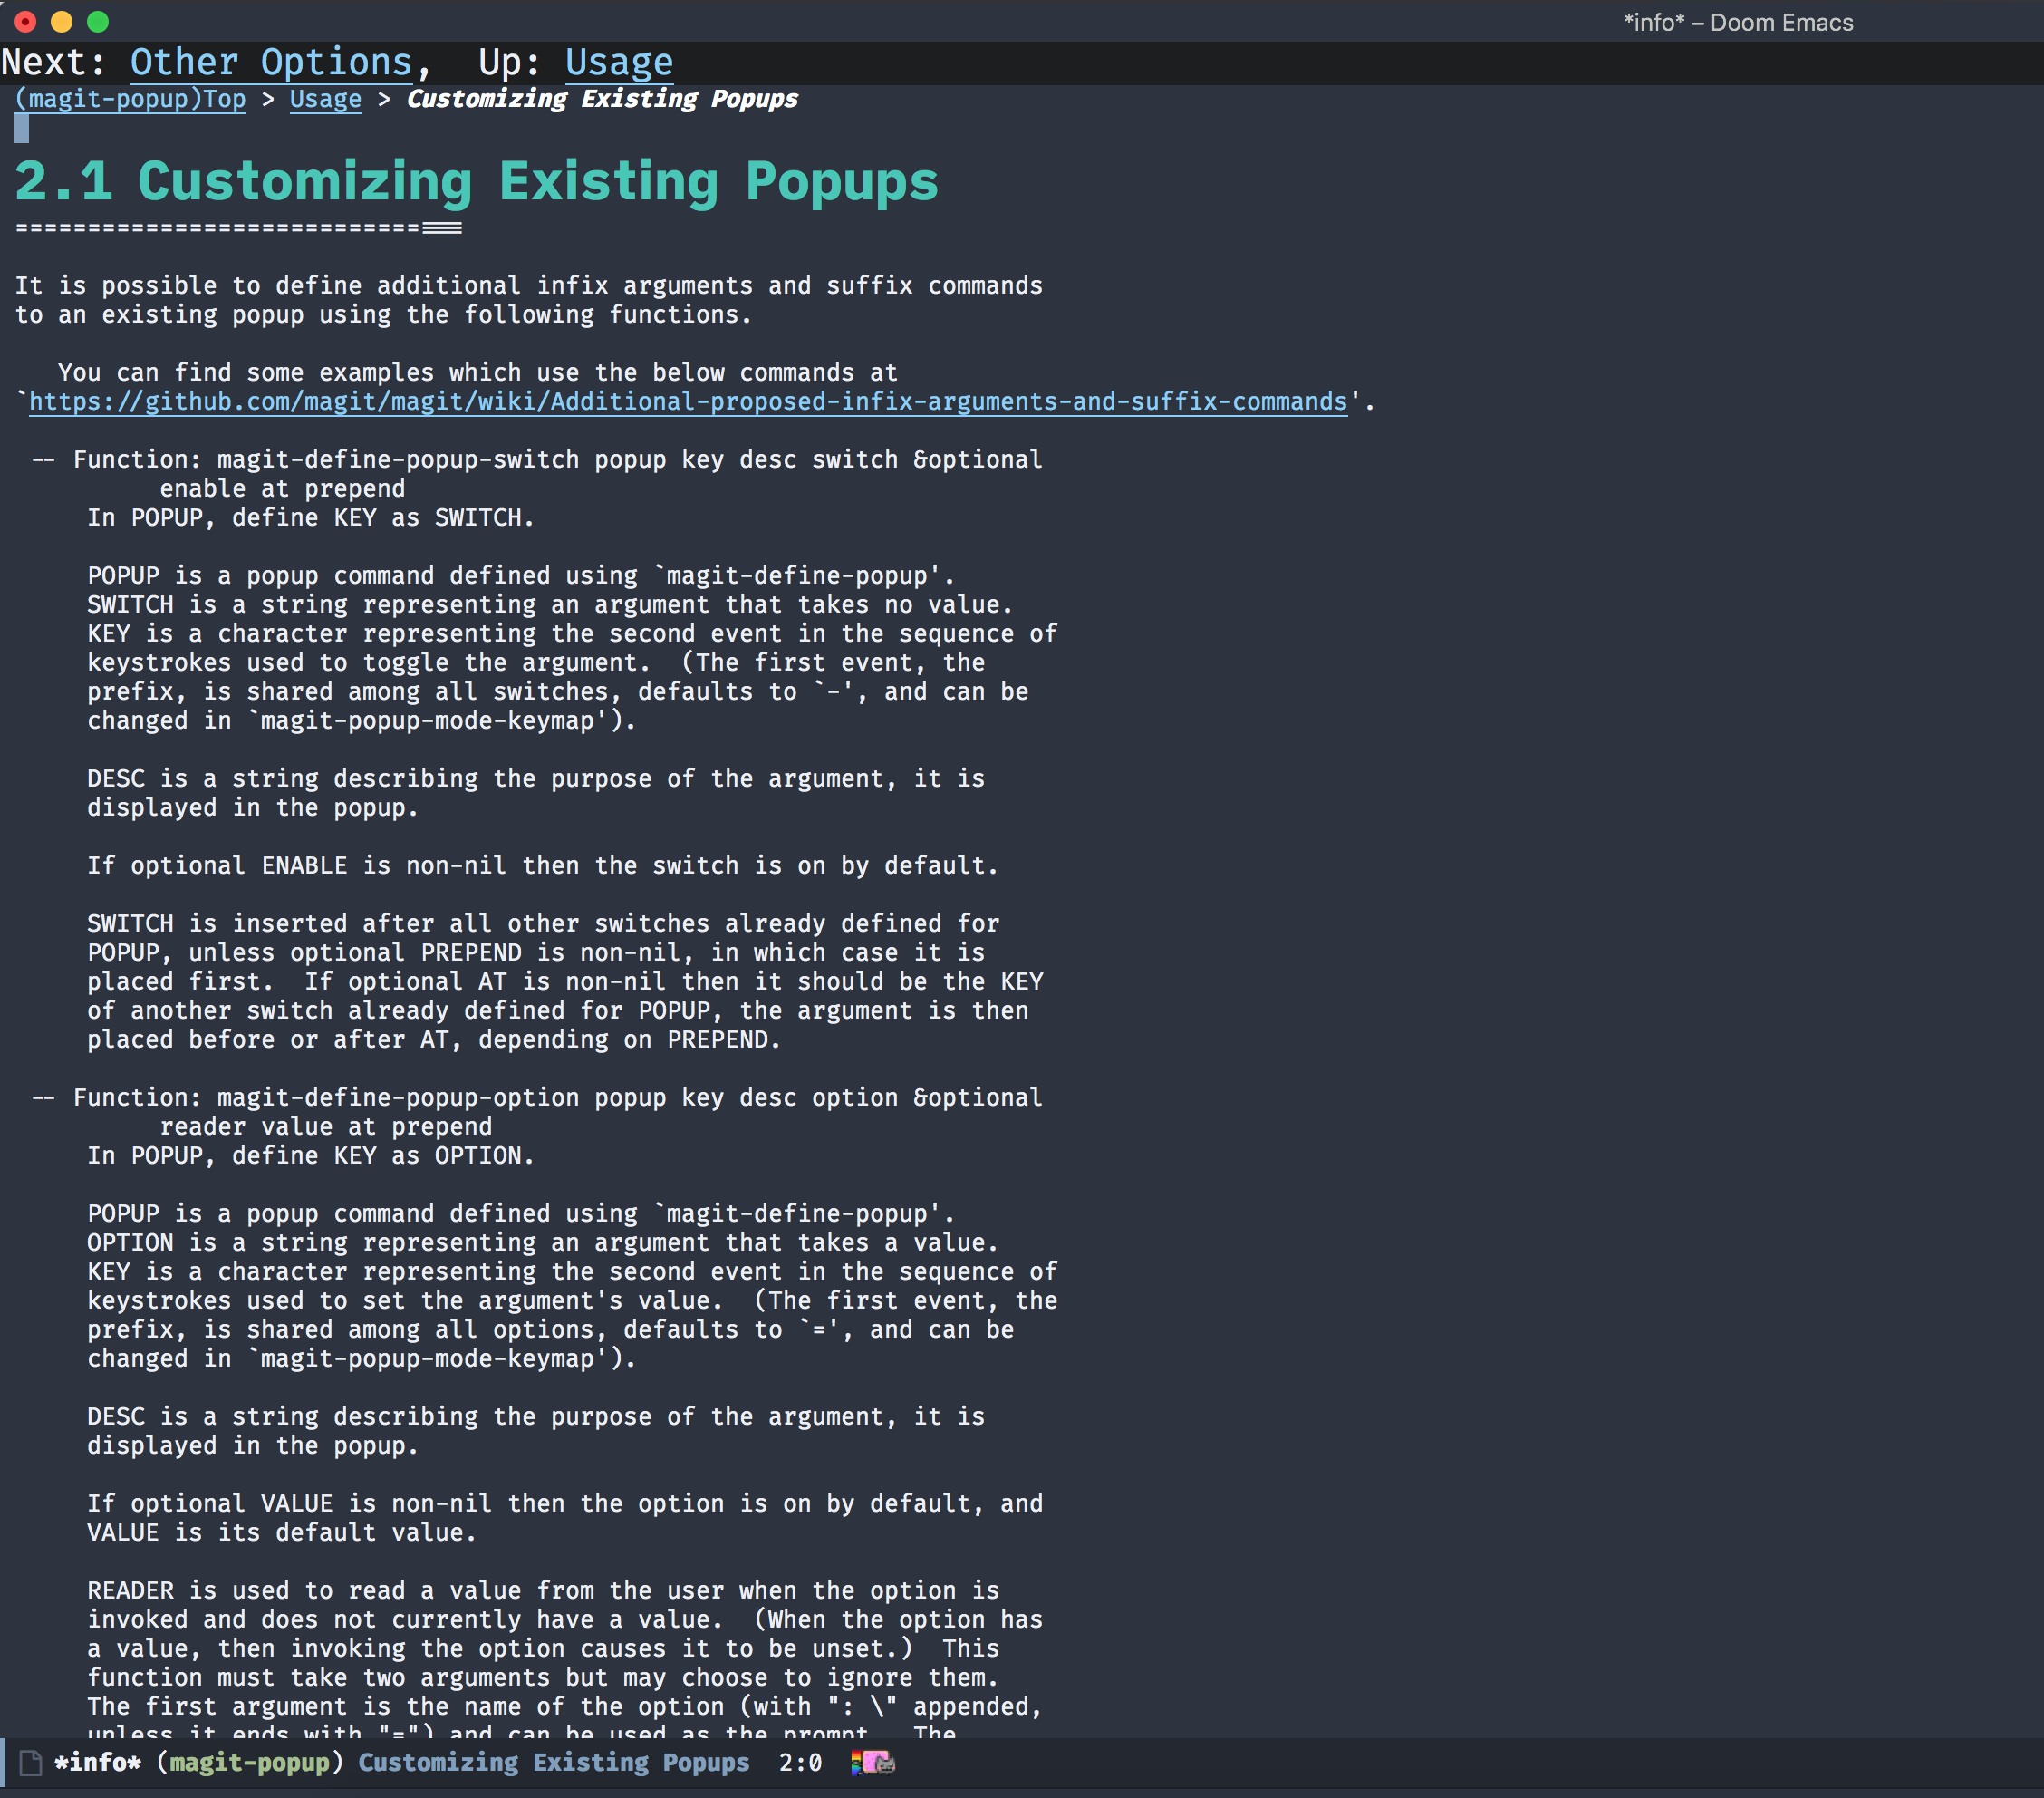 *info* – Doom Emacs
Next: Other Options,  Up: Usage
(magit-popup)Top > Usage > Customizing Existing Popups
2.1 Customizing Existing Popups
===============================
It is possible to define additional infix arguments and suffix commands
to an existing popup using the following functions.
You can find some examples which use the below commands at
`https://github.com/magit/magit/wiki/Additional-proposed-infix-arguments-and-suffix-commands'.
-- Function: magit-define-popup-switch popup key desc switch &optional
enable at prepend
In POPUP, define KEY as SWITCH.
POPUP is a popup command defined using `magit-define-popup'.
SWITCH is a string representing an argument that takes no value.
KEY is a character representing the second event in the sequence of
keystrokes used to toggle the argument.  (The first event, the
prefix, is shared among all switches, defaults to `-', and can be
changed in `magit-popup-mode-keymap').
DESC is a string describing the purpose of the argument, it is
displayed in the popup.
If optional ENABLE is non-nil then the switch is on by default.
SWITCH is inserted after all other switches already defined for
POPUP, unless optional PREPEND is non-nil, in which case it is
placed first.  If optional AT is non-nil then it should be the KEY
of another switch already defined for POPUP, the argument is then
placed before or after AT, depending on PREPEND.
-- Function: magit-define-popup-option popup key desc option &optional
reader value at prepend
In POPUP, define KEY as OPTION.
POPUP is a popup command defined using `magit-define-popup'.
OPTION is a string representing an argument that takes a value.
KEY is a character representing the second event in the sequence of
keystrokes used to set the argument's value.  (The first event, the
prefix, is shared among all options, defaults to `=', and can be
changed in `magit-popup-mode-keymap').
DESC is a string describing the purpose of the argument, it is
displayed in the popup.
If optional VALUE is non-nil then the option is on by default, and
VALUE is its default value.
READER is used to read a value from the user when the option is
invoked and does not currently have a value.  (When the option has
a value, then invoking the option causes it to be unset.)  This
function must take two arguments but may choose to ignore them.
The first argument is the name of the option (with ": \" appended,
unless it ends with "=") and can be used as the prompt.  The
*info* (magit-popup) Customizing Existing Popups  2:0